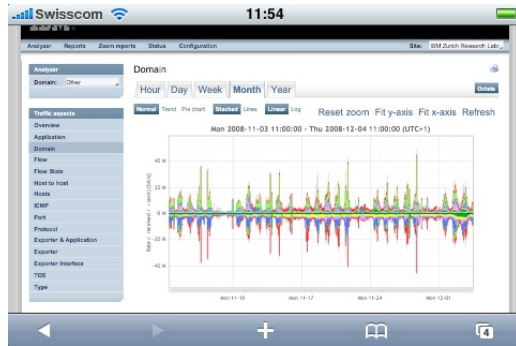 Swisscom 11:54
IBM.
Analyzer Reports Zoom reports Status Configuration Site: IBM Zurich Research Labs
Analyzer
Domain: Other
Domain
Hour Day Week Month Year
Octets
Normal Trend Pie chart Stacked Lines Linear Log Reset zoom Fit y-axis Fit x-axis Refresh
Traffic aspects
Overview
Application
Domain
Flow
Flow State
Host to host
Hosts
ICMP
Port
Protocol
Exporter & Application
Exporter
Exporter Interface
TOS
Type
Mon 2008-11-03 11:00:00 - Thu 2008-12-04 11:00:00 (UTC+1)
40 M
20 M
0 M
-20 M
-40 M
Mon 11-10 Mon 11-17 Mon 11-24 Mon 12-01
4